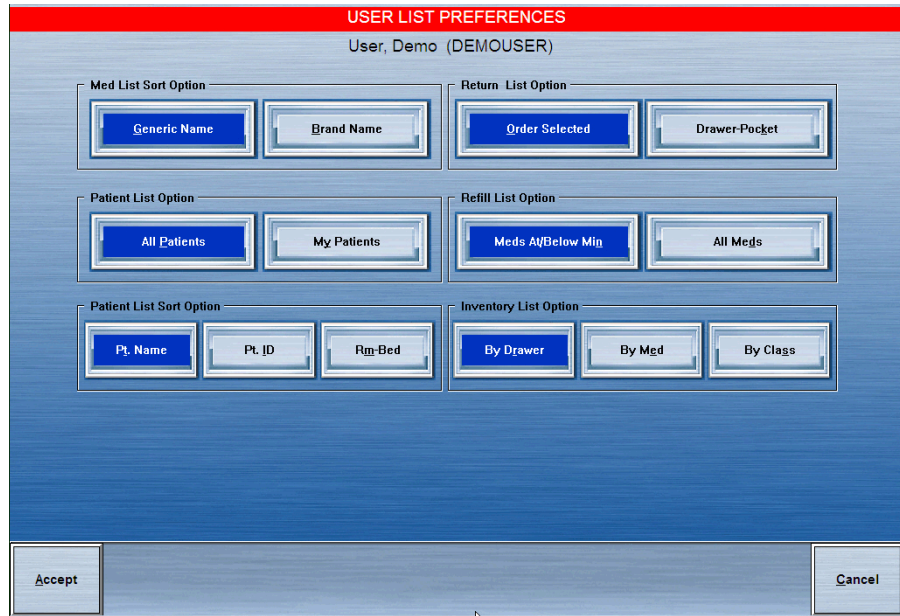 USER LIST PREFERENCES
User, Demo (DEMOUSER)
Med List Sort Option
Generic Name
Brand Name
Return List Option
Order Selected
Drawer-Pocket
Patient List Option
All Patients
My Patients
Refill List Option
Meds At/Below Min
All Meds
Patient List Sort Option
Pt. Name
Pt. ID
Rm-Bed
Inventory List Option
By Drawer
By Med
By Class
Accept
Cancel